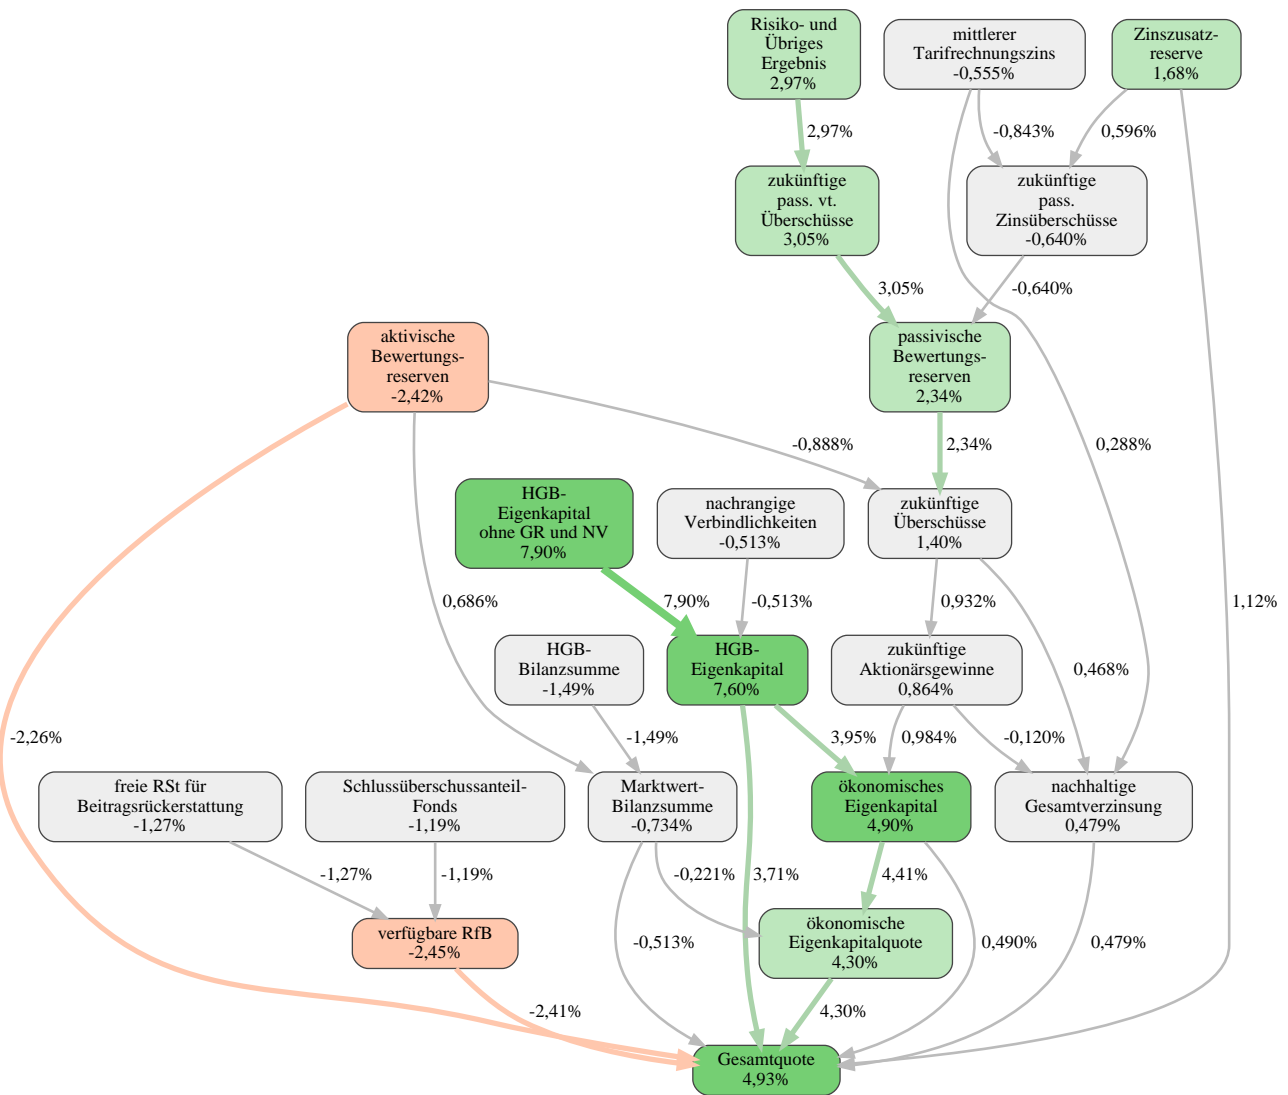 Risiko- und
Übriges
Ergebnis
2,97%
mittlerer
Tarifrechnungszins
-0,555%
Zinszusatz-
reserve
1,68%
2,97%
-0,843%
0,596%
zukünftige
pass. vt.
Überschüsse
3,05%
zukünftige
pass.
Zinsüberschüsse
-0,640%
3,05%
-0,640%
aktivische
Bewertungs-
reserven
-2,42%
passivische
Bewertungs-
reserven
2,34%
-0,888%
2,34%
0,288%
HGB-
Eigenkapital
ohne GR und NV
7,90%
nachrangige
Verbindlichkeiten
-0,513%
zukünftige
Überschüsse
1,40%
0,686%
7,90%
-0,513%
0,932%
1,12%
HGB-
Bilanzsumme
-1,49%
HGB-
Eigenkapital
7,60%
zukünftige
Aktionärsgewinne
0,864%
0,468%
-2,26%
-1,49%
3,95%
0,984%
-0,120%
freie RSt für
Beitragsrückerstattung
-1,27%
Schlussüberschussanteil-
Fonds
-1,19%
Marktwert-
Bilanzsumme
-0,734%
ökonomisches
Eigenkapital
4,90%
nachhaltige
Gesamtverzinsung
0,479%
-1,27%
-1,19%
-0,221%
3,71%
4,41%
verfügbare RfB
-2,45%
ökonomische
Eigenkapitalquote
4,30%
-0,513%
0,490%
0,479%
-2,41%
4,30%
Gesamtquote
4,93%